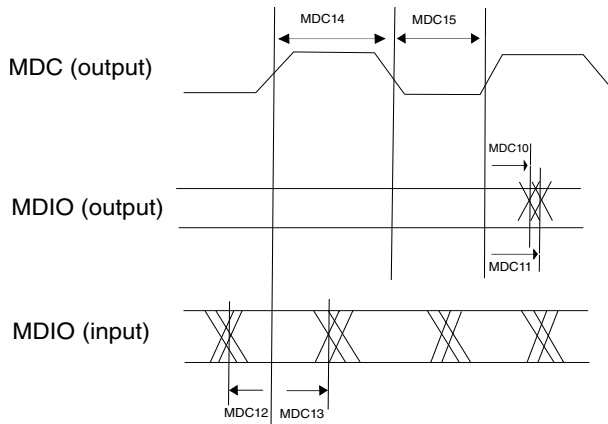 MDC14
MDC15
MDC (output)
MDC10
MDIO (output)
MDC11
MDIO (input)
MDC12
MDC13